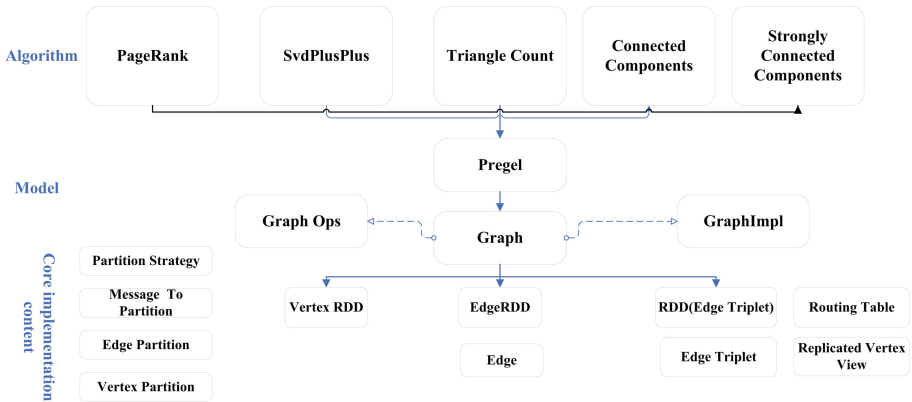 Algorithm
PageRank
SvdPlusPlus
Triangle Count
Connected
Components
Strongly
Connected
Components
Pregel
Model
Graph Ops
Graph
GraphImpl
Core implementation
content
Partition Strategy
Message To
Partition
Edge Partition
Vertex Partition
Vertex RDD
EdgeRDD
RDD(Edge Triplet)
Routing Table
Edge
Edge Triplet
Replicated Vertex
View